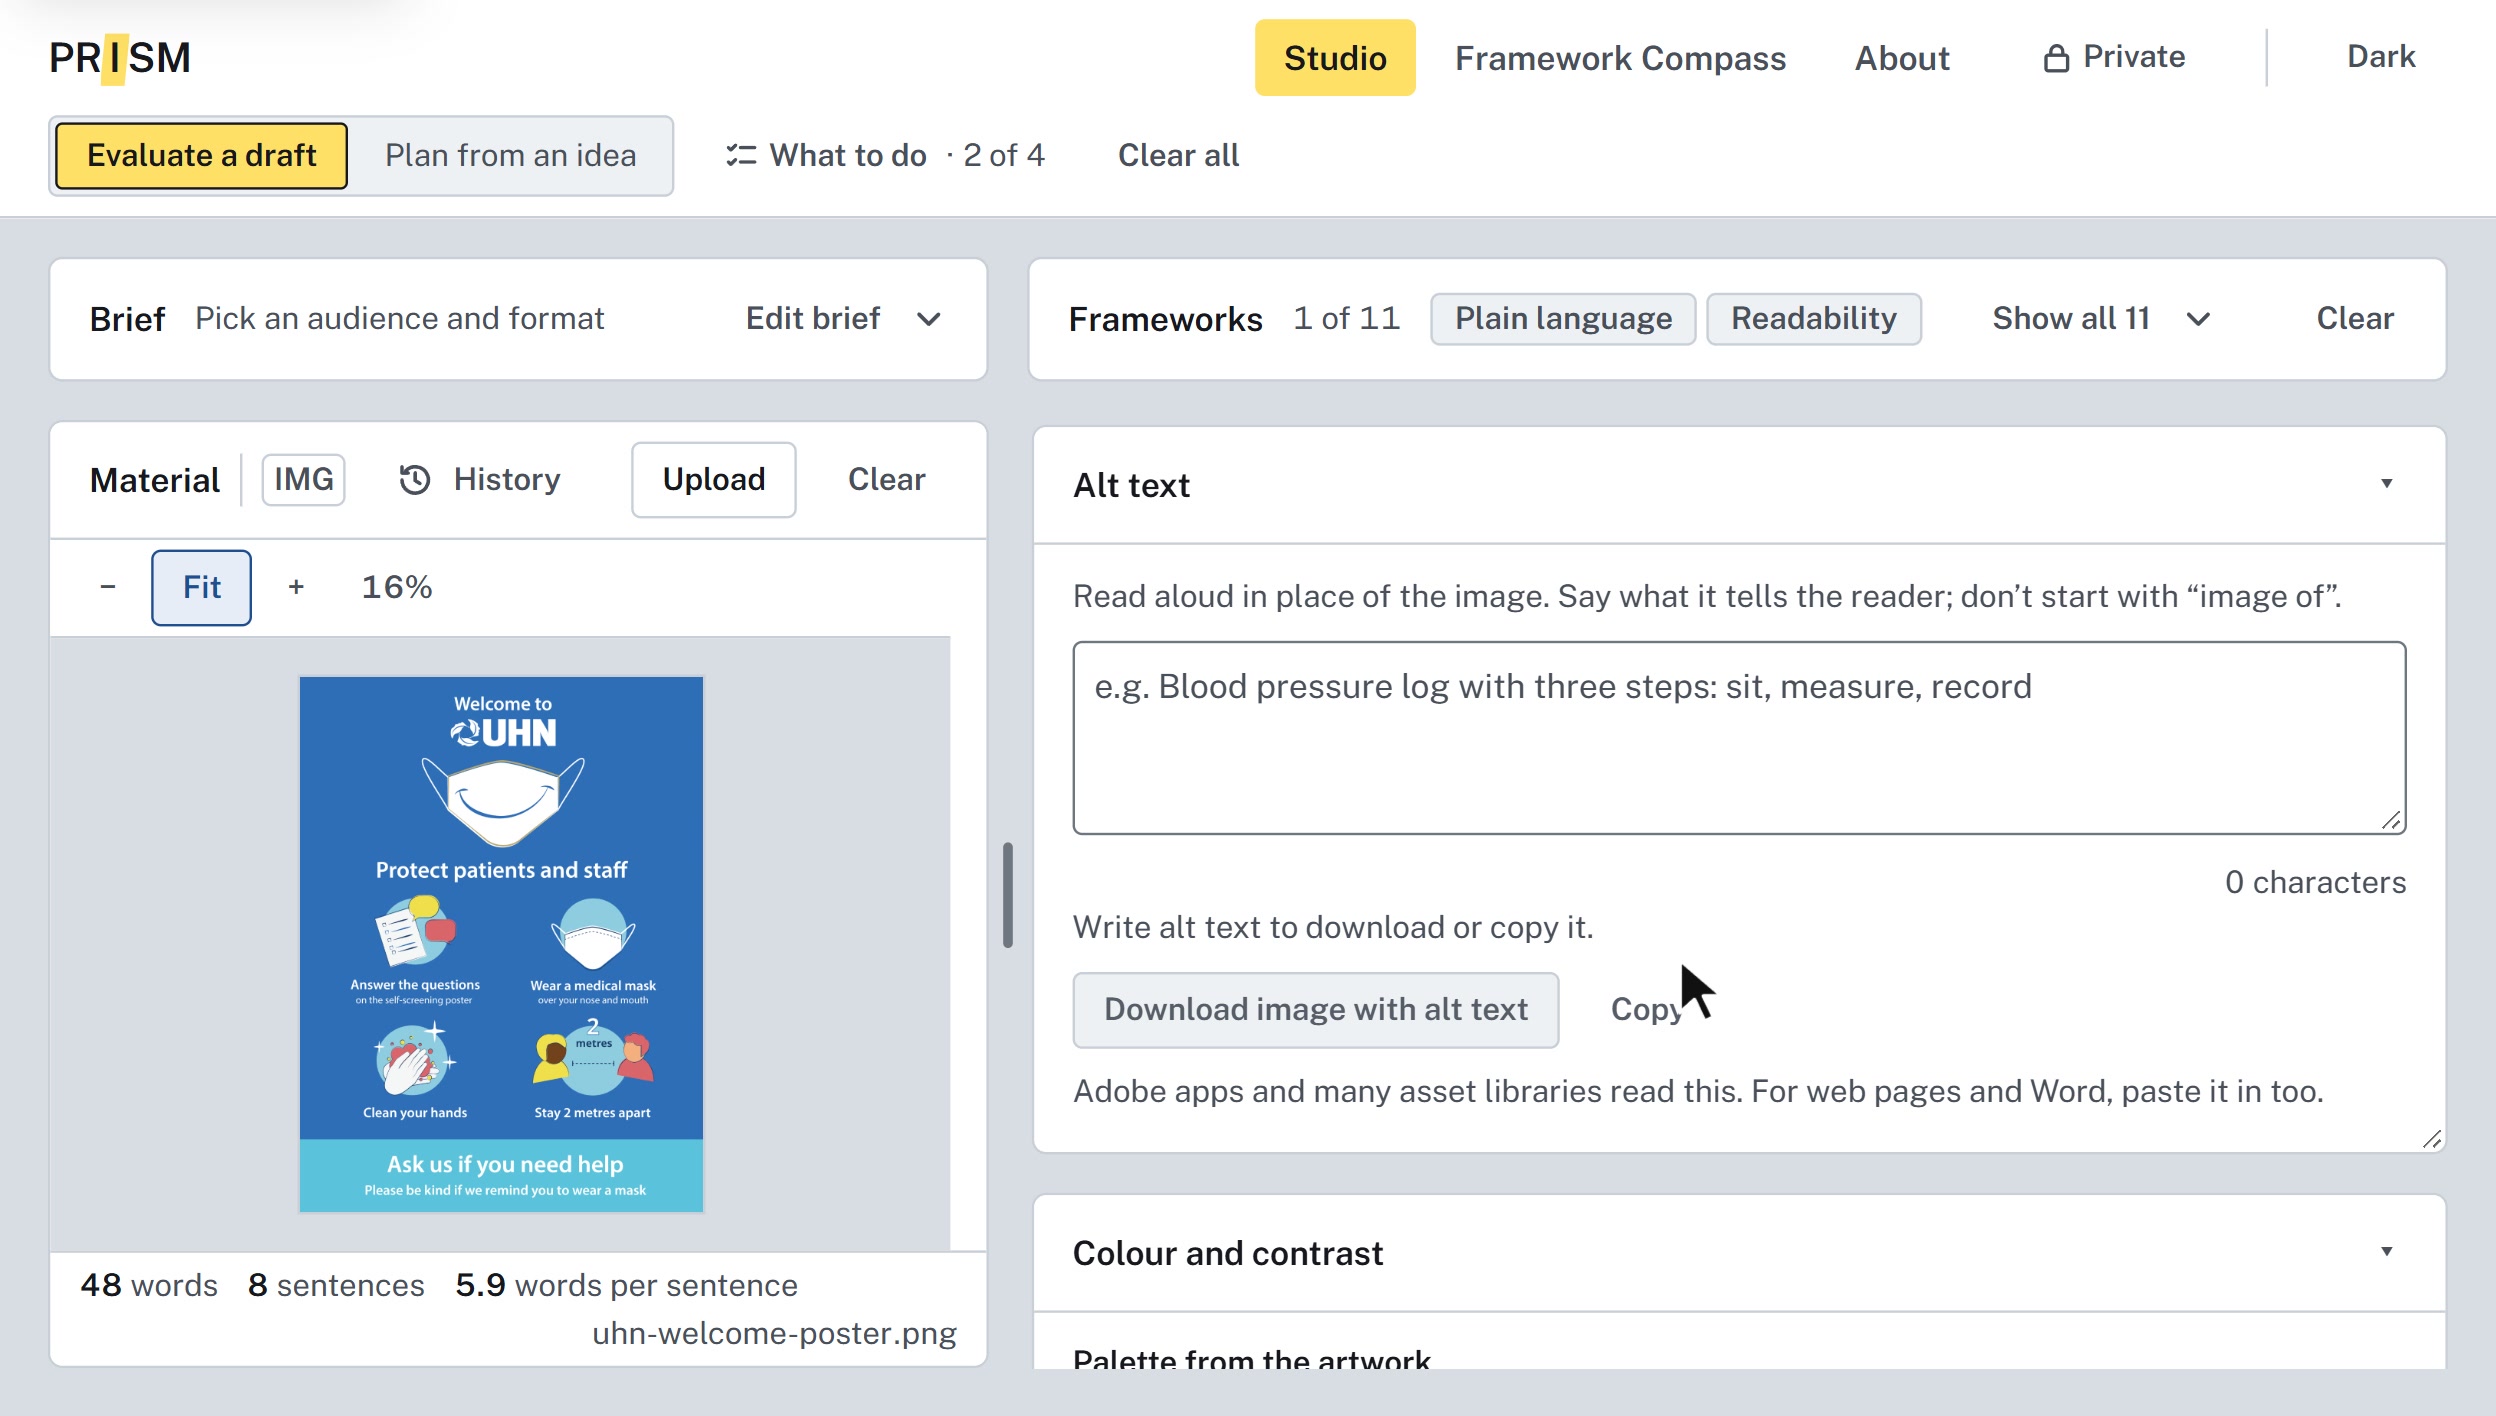 PRISM
Studio
Framework Compass
About
Private
Dark
Evaluate a draft
Plan from an idea
What to do · 2 of 4
Clear all
Brief Pick an audience and format
Edit brief
Frameworks 1 of 11
Plain language
Readability
Show all 11
Clear
Material
IMG
History
Upload
Clear
− Fit + 16%
Welcome to
UHN
Protect patients and staff
Answer the questions
on the self-screening poster
Wear a medical mask
over your nose and mouth
Clean your hands
2
metres
Stay 2 metres apart
Ask us if you need help
Please be kind if we remind you to wear a mask
48 words 8 sentences 5.9 words per sentence
uhn-welcome-poster.png
Alt text
Read aloud in place of the image. Say what it tells the reader; don’t start with “image of”.
e.g. Blood pressure log with three steps: sit, measure, record
0 characters
Write alt text to download or copy it.
Download image with alt text
Copy
Adobe apps and many asset libraries read this. For web pages and Word, paste it in too.
Colour and contrast
Palette from the artwork